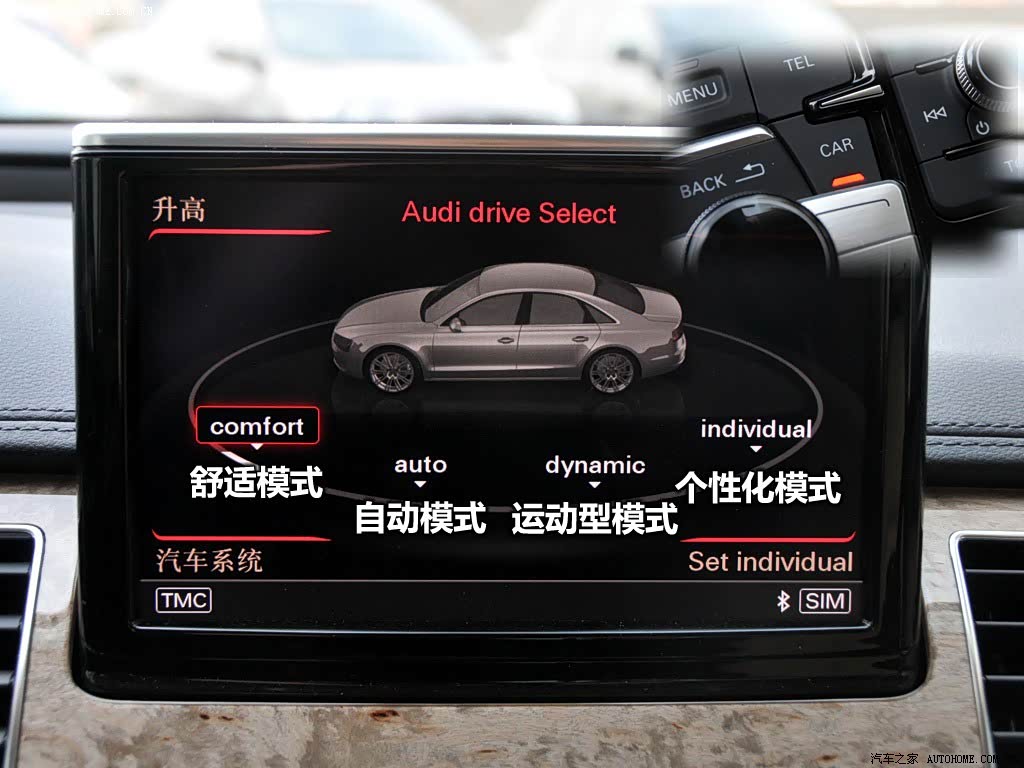 TEL
MENU
CAR
BACK
升高
Audi drive Select
comfort
individual
auto
dynamic
舒适模式
个性化模式
自动模式
运动型模式
汽车系统
Set individual
TMC
SIM
汽车之家 AUTOHOME.COM